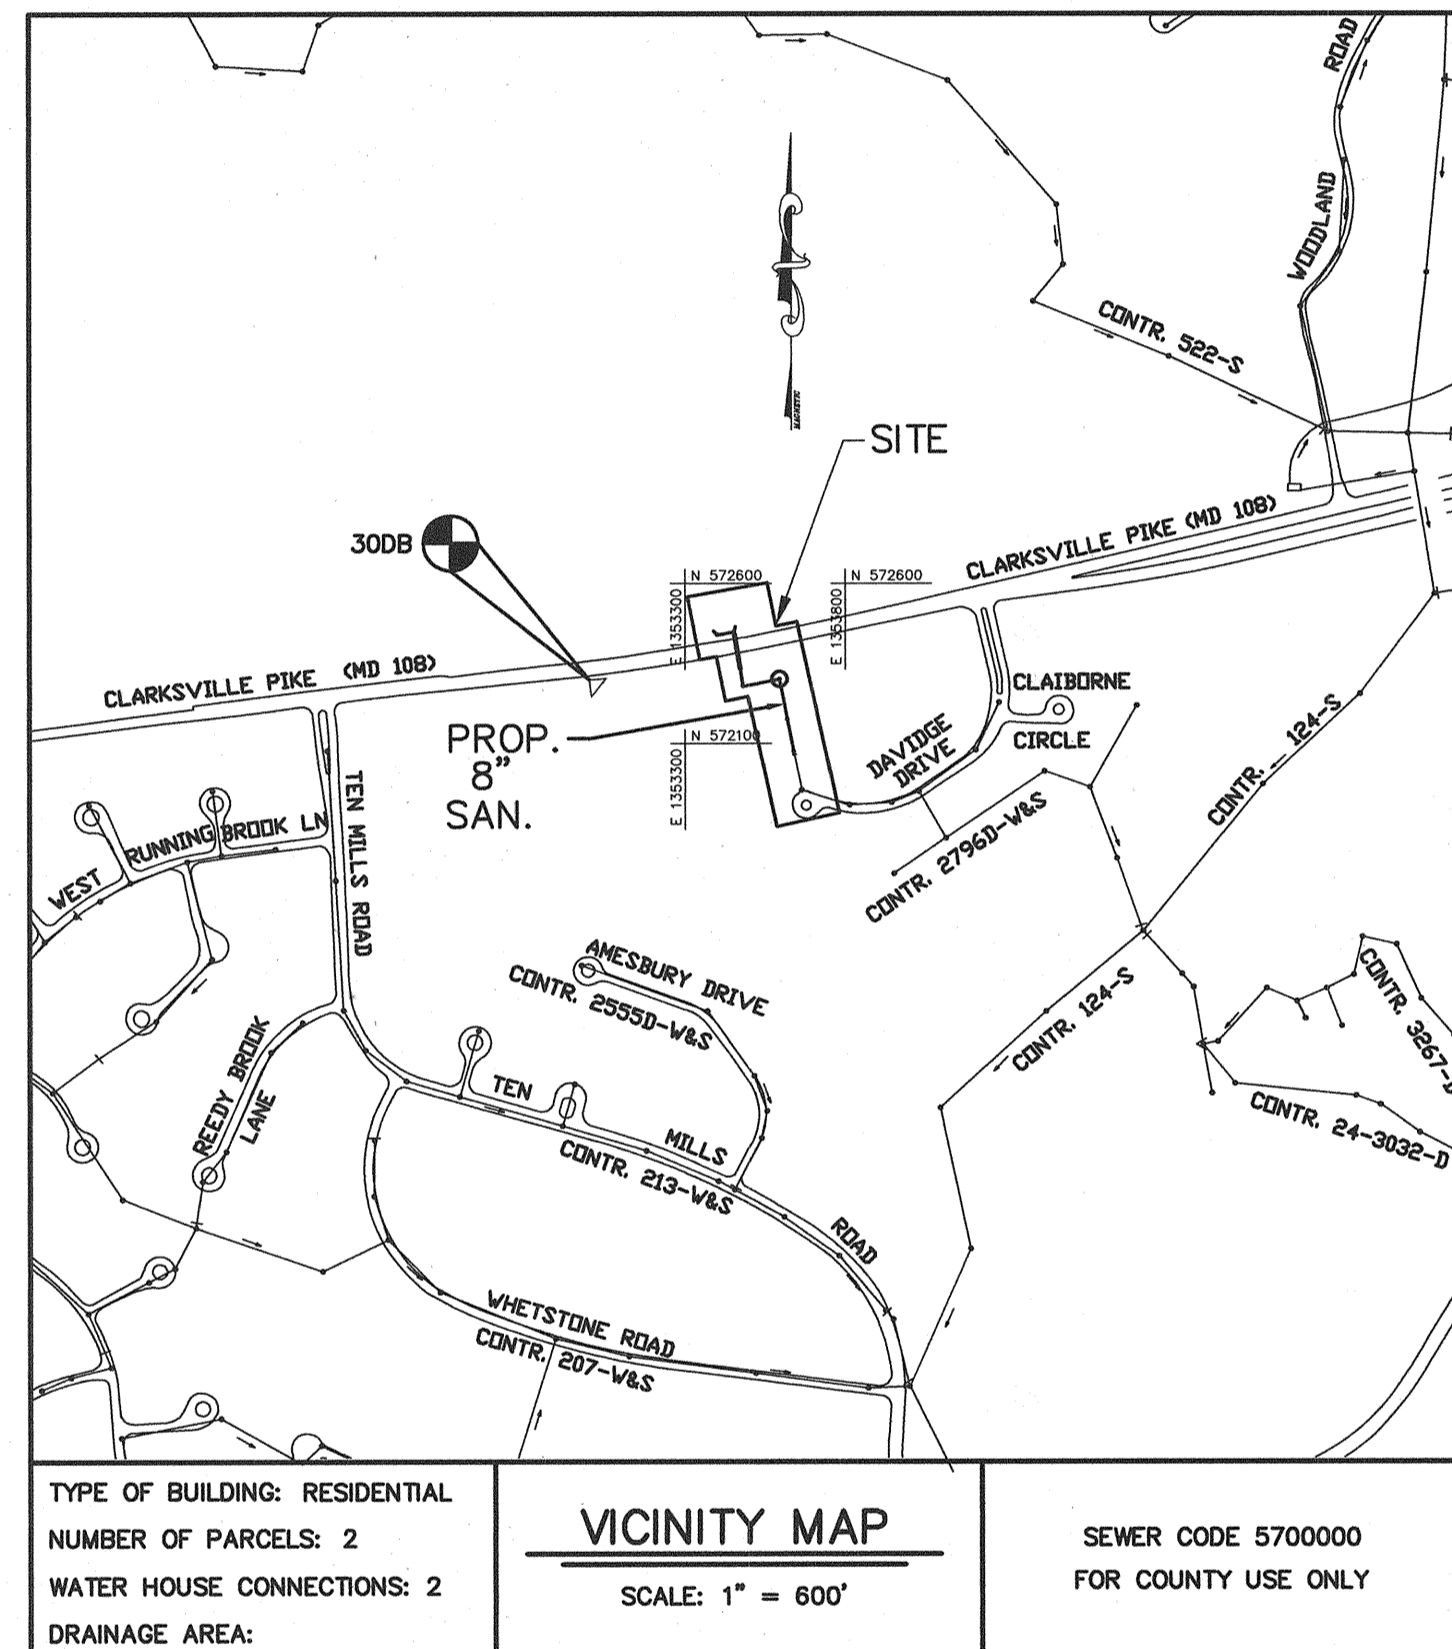 ROAD
WOODLAND
MAGNETIC
CONTR. 522-S
SITE
CLARKSVILLE PIKE (MD 108)
30DB
N 572600
N 572600
E 1353300
E 1353800
CLARKSVILLE PIKE (MD 108)
CLAIBORNE
CIRCLE
DAVIDGE
DRIVE
PROP.
8"
SAN.
N 572100
E 1353300
CONTR. 124-S
TEN MILLS ROAD
WEST RUNNING BROOK LN
CONTR. 2796D-W&S
AMESBURY DRIVE
CONTR. 2555D-W&S
CONTR. 124-S
CONTR. 3267-D
CONTR. 24-3032-D
REEDY BROOK
LANE
TEN MILLS ROAD
CONTR. 213-W&S
WHETSTONE ROAD
CONTR. 207-W&S
TYPE OF BUILDING: RESIDENTIAL
NUMBER OF PARCELS: 2
WATER HOUSE CONNECTIONS: 2
DRAINAGE AREA:
VICINITY MAP
SCALE: 1" = 600'
SEWER CODE 5700000
FOR COUNTY USE ONLY